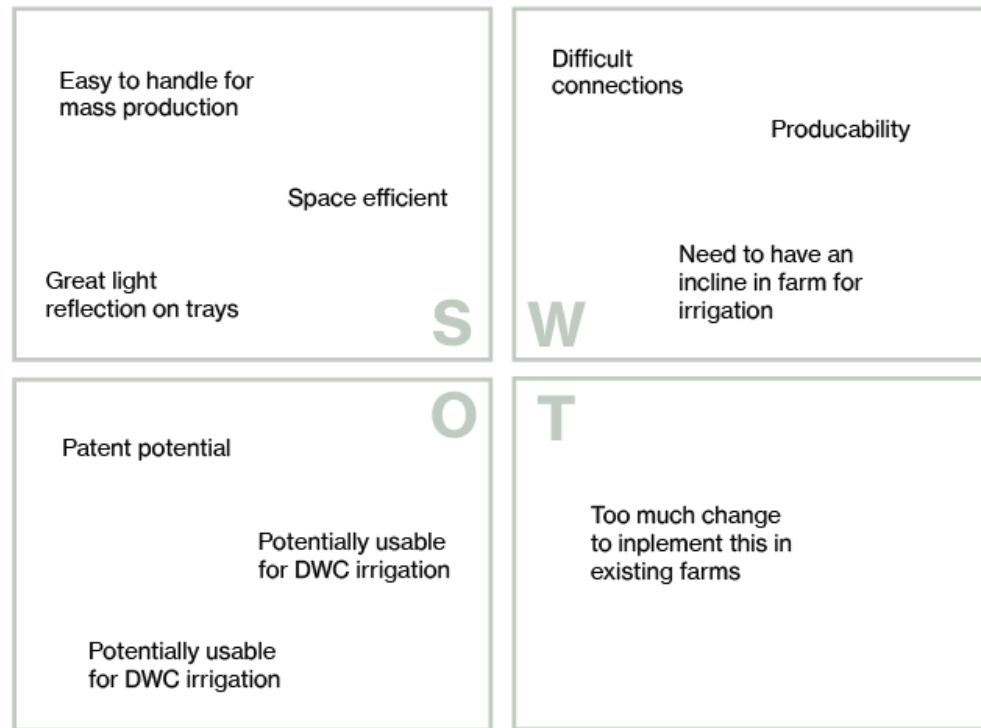 Easy to handle for
mass production
Space efficient
Great light
reflection on trays
S
Difficult
connections
Producability
Need to have an
incline in farm for
irrigation
W
O
Patent potential
Potentially usable
for DWC irrigation
Potentially usable
for DWC irrigation
T
Too much change
to inplement this in
existing farms